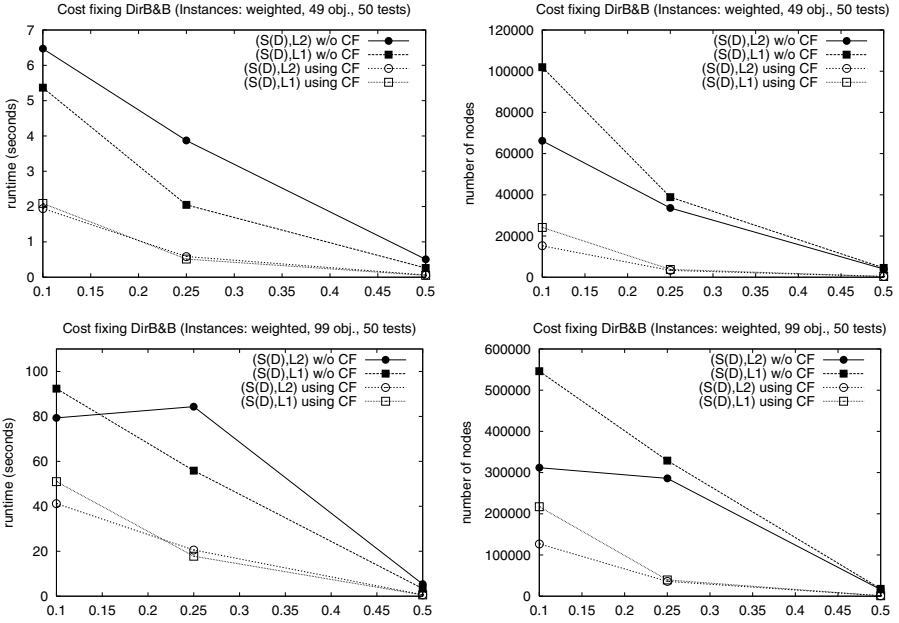 Cost fixing DirB&B (Instances: weighted, 49 obj., 50 tests)
(S(D),L2) w/o CF
(S(D),L1) w/o CF
(S(D),L2) using CF
(S(D),L1) using CF
runtime (seconds)
7
6
5
4
3
2
1
0
0.1 0.15 0.2 0.25 0.3 0.35 0.4 0.45 0.5
Cost fixing DirB&B (Instances: weighted, 49 obj., 50 tests)
(S(D),L2) w/o CF
(S(D),L1) w/o CF
(S(D),L2) using CF
(S(D),L1) using CF
number of nodes
120000
100000
80000
60000
40000
20000
0
0.1 0.15 0.2 0.25 0.3 0.35 0.4 0.45 0.5
Cost fixing DirB&B (Instances: weighted, 99 obj., 50 tests)
(S(D),L2) w/o CF
(S(D),L1) w/o CF
(S(D),L2) using CF
(S(D),L1) using CF
runtime (seconds)
100
80
60
40
20
0
0.1 0.15 0.2 0.25 0.3 0.35 0.4 0.45 0.5
Cost fixing DirB&B (Instances: weighted, 99 obj., 50 tests)
(S(D),L2) w/o CF
(S(D),L1) w/o CF
(S(D),L2) using CF
(S(D),L1) using CF
number of nodes
600000
500000
400000
300000
200000
100000
0
0.1 0.15 0.2 0.25 0.3 0.35 0.4 0.45 0.5